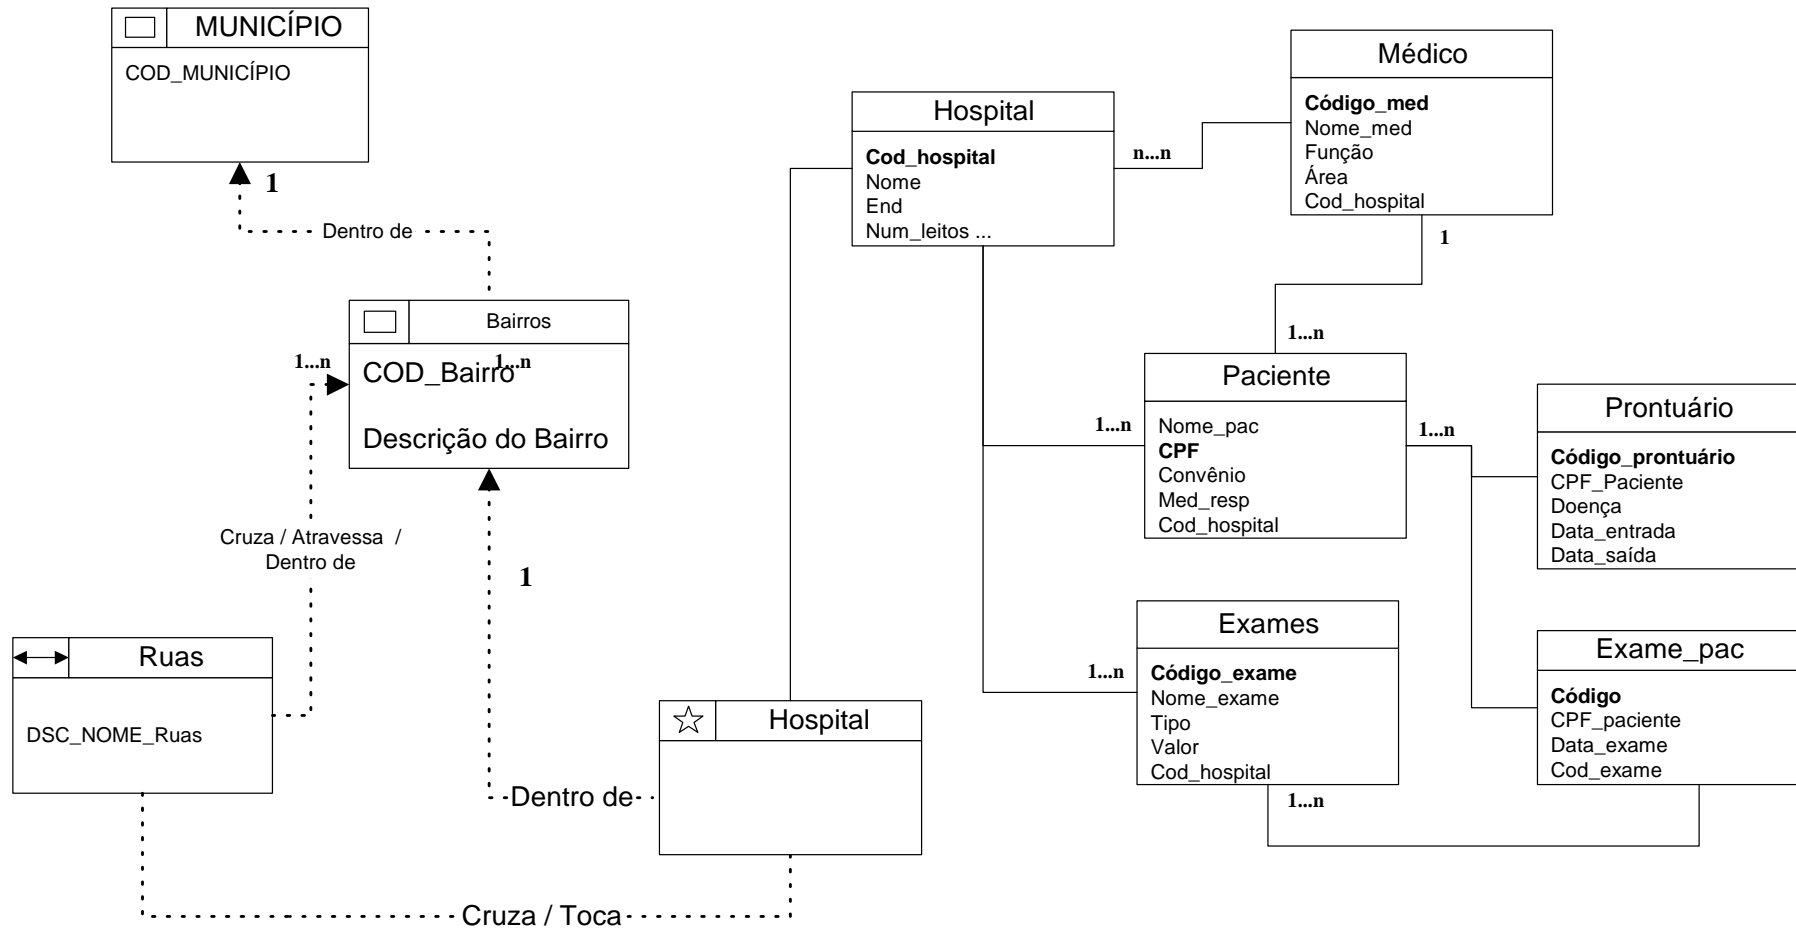 MUNICÍPIO
COD_MUNICÍPIO
1
Dentro de
Bairros
1...n
1...n
COD_Bairro
Descrição do Bairro
Cruza / Atravessa /
Dentro de
1
Ruas
DSC_NOME_Ruas
Hospital
Dentro de
Cruza / Toca
Hospital
Cod_hospital
Nome
End
Num_leitos ...
n...n
Médico
Código_med
Nome_med
Função
Área
Cod_hospital
1
1...n
Paciente
1...n
Nome_pac
CPF
Convênio
Med_resp
Cod_hospital
1...n
Prontuário
Código_prontuário
CPF_Paciente
Doença
Data_entrada
Data_saída
Exames
1...n
Código_exame
Nome_exame
Tipo
Valor
Cod_hospital
1...n
Exame_pac
Código
CPF_paciente
Data_exame
Cod_exame